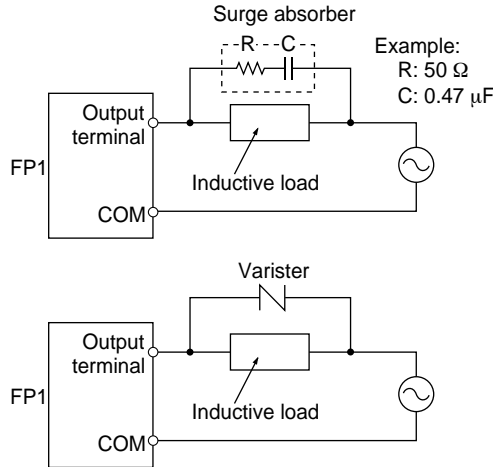 Surge absorber
R C
Example:
R: 50 Ω
C: 0.47 μF
Output
terminal
FP1
Inductive load
COM
Varister
Output
terminal
FP1
Inductive load
COM